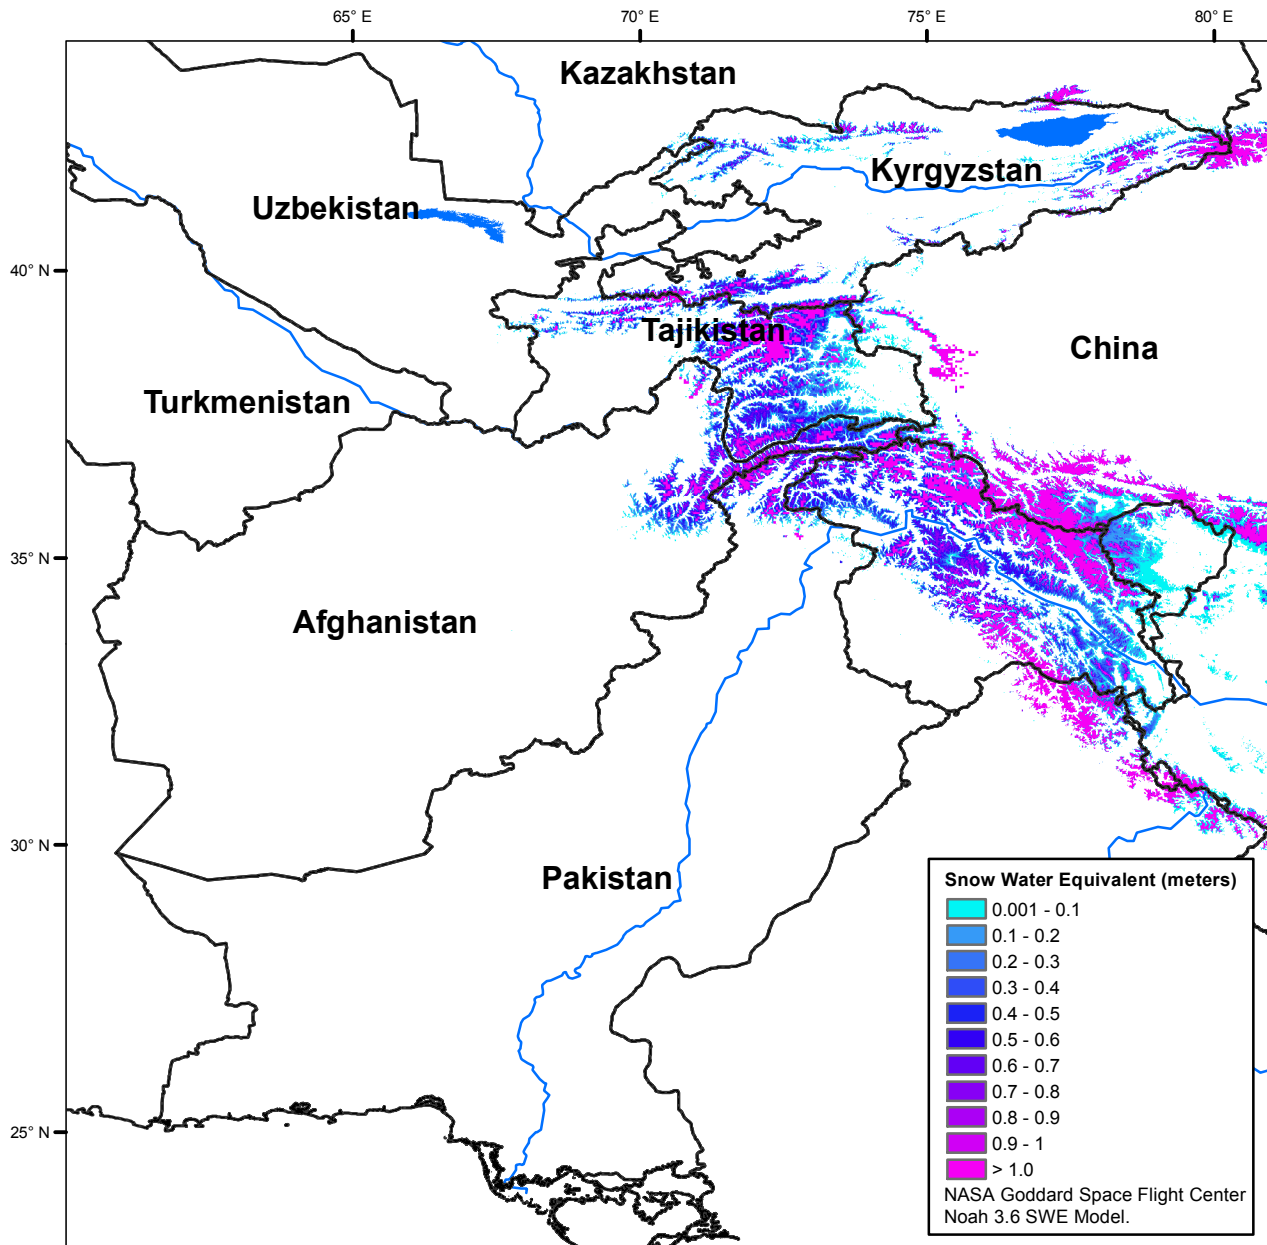 65° E
70° E
75° E
80° E
Kazakhstan
Kyrgyzstan
Uzbekistan
40° N
Tajikistan
China
Turkmenistan
35° N
Afghanistan
30° N
Pakistan
25° N
Snow Water Equivalent (meters)
0.001 - 0.1
0.1 - 0.2
0.2 - 0.3
0.3 - 0.4
0.4 - 0.5
0.5 - 0.6
0.6 - 0.7
0.7 - 0.8
0.8 - 0.9
0.9 - 1
> 1.0
NASA Goddard Space Flight Center
Noah 3.6 SWE Model.